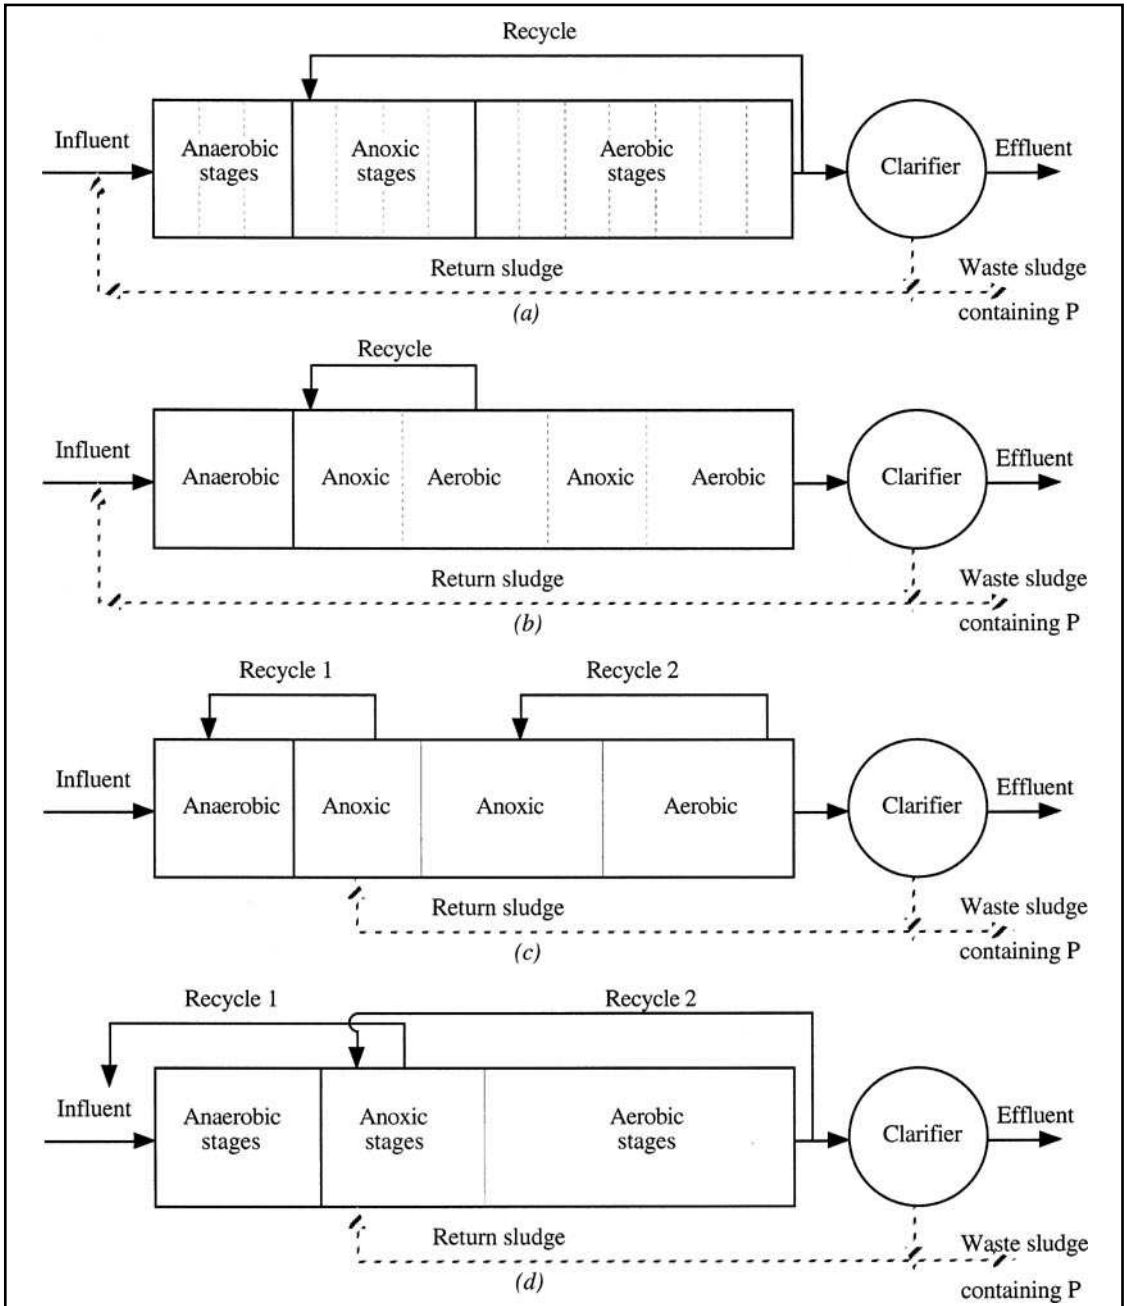 Recycle
Influent
Anaerobic
stages
Anoxic
stages
Aerobic
stages
Clarifier
Effluent
Return sludge
Waste sludge
containing P
(a)
Recycle
Influent
Anaerobic
Anoxic
Aerobic
Anoxic
Aerobic
Clarifier
Effluent
Return sludge
Waste sludge
containing P
(b)
Recycle 1
Recycle 2
Influent
Anaerobic
Anoxic
Anoxic
Aerobic
Clarifier
Effluent
Return sludge
Waste sludge
containing P
(c)
Recycle 1
Recycle 2
Influent
Anaerobic
stages
Anoxic
stages
Aerobic
stages
Clarifier
Effluent
Return sludge
Waste sludge
containing P
(d)